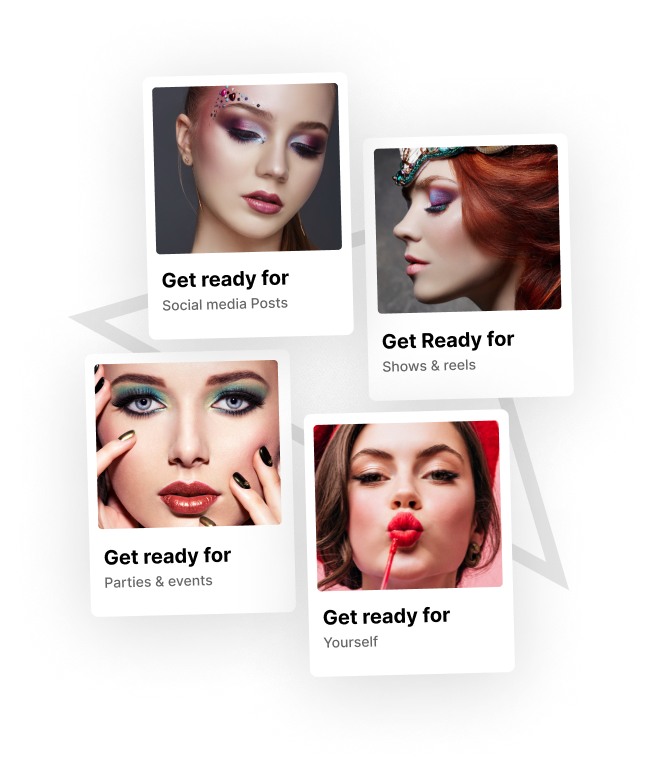 Get ready for
Social media Posts
Get Ready for
Shows & reels
Get ready for
Parties & events
Get ready for
Yourself